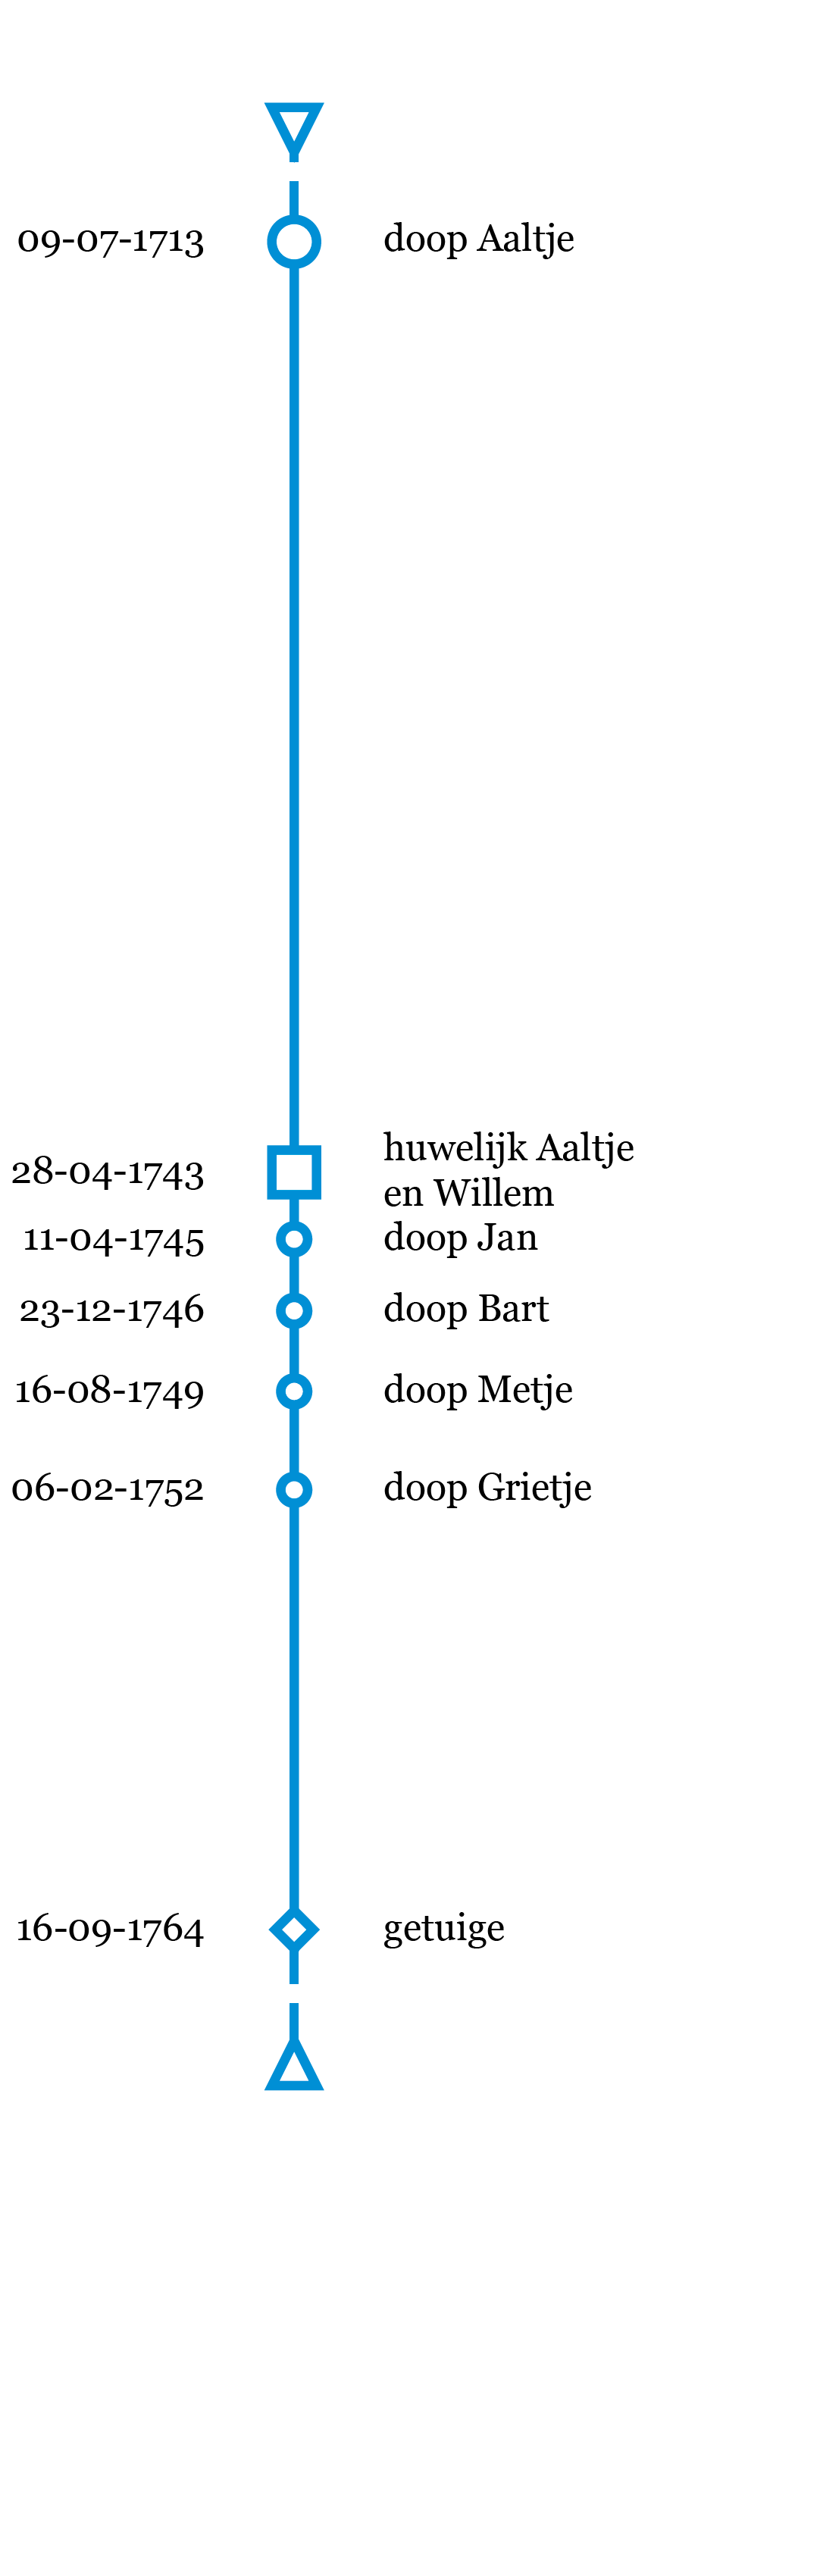 09-07-1713 doop Aaltje
28-04-1743 huwelijk Aaltje
en Willem
11-04-1745 doop Jan
23-12-1746 doop Bart
16-08-1749 doop Metje
06-02-1752 doop Grietje
16-09-1764 getuige